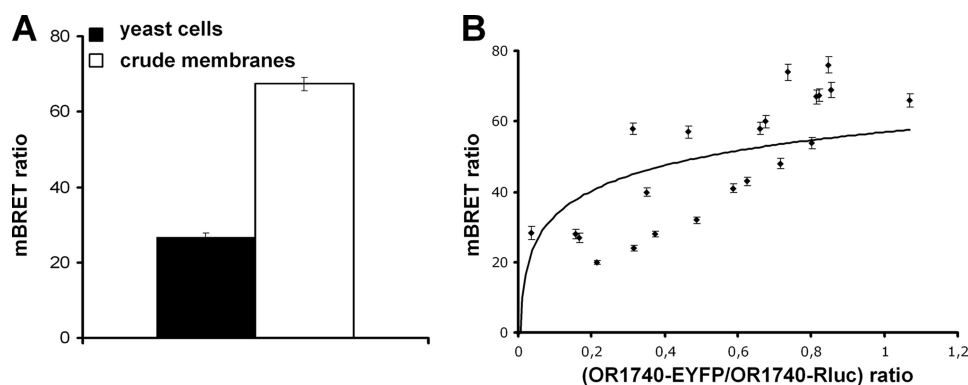 A
yeast cells
crude membranes
mBRET ratio
80
60
40
20
0
B
mBRET ratio
80
60
40
20
0
0 0,2 0,4 0,6 0,8 1 1,2
(OR1740-EYFP/OR1740-Rluc) ratio